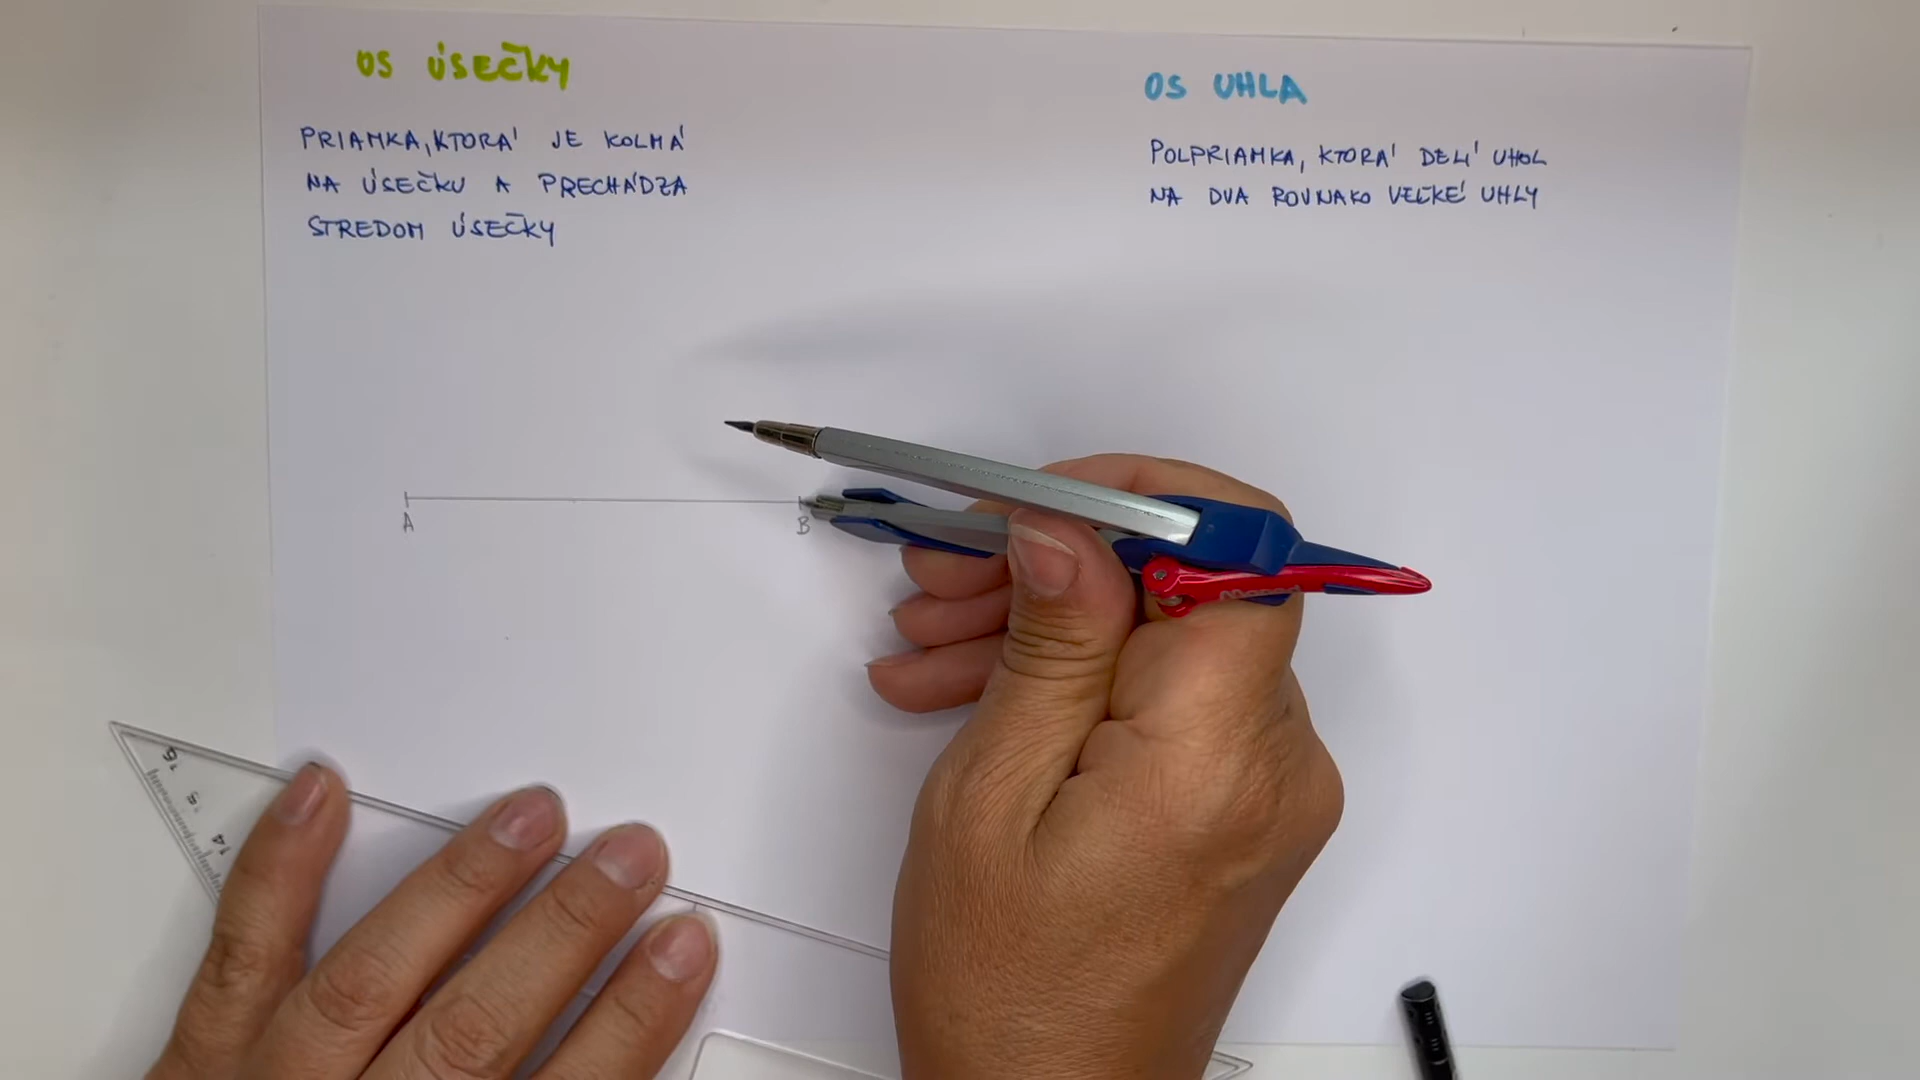 OS ÚSEČKY
PRIAMKA, KTORÁ JE KOLMÁ
NA ÚSEČKU A PRECHÁDZA
STREDOM ÚSEČKY
OS UHLA
POLPRIAMKA, KTORÁ DELÍ UHOL
NA DVA ROVNAKO VEĽKÉ UHLY
A
B
14